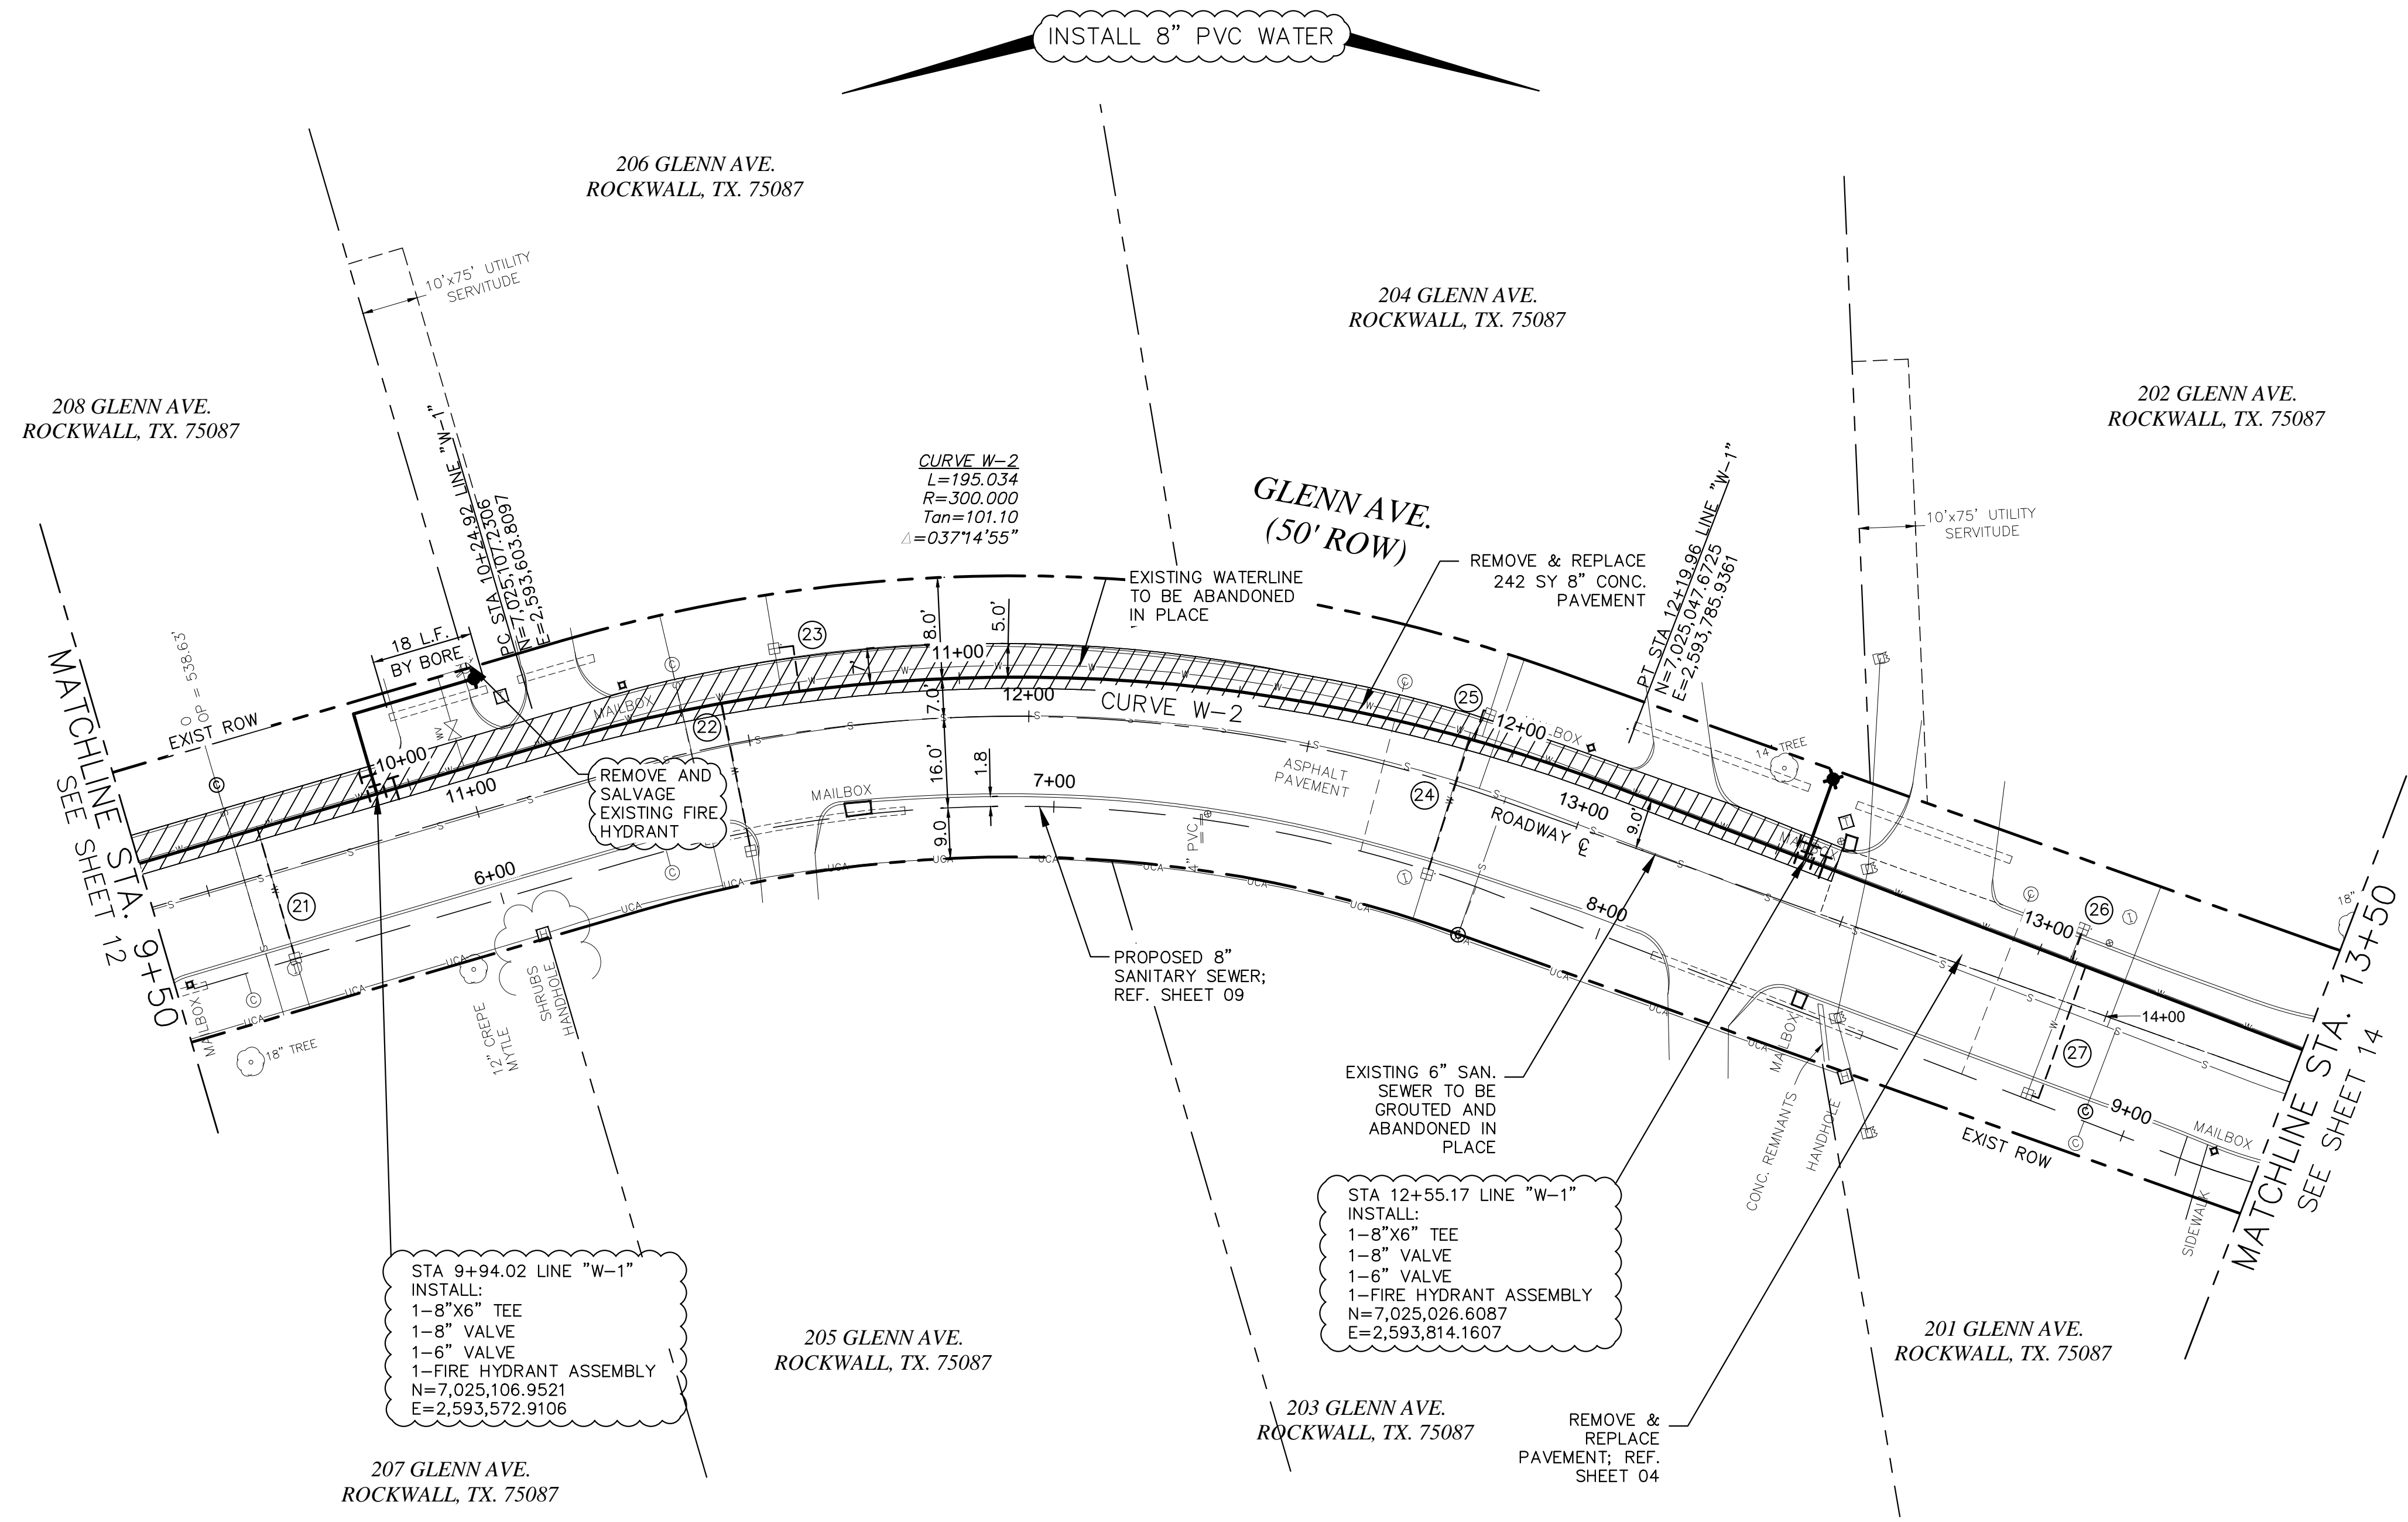 INSTALL 8" PVC WATER
206 GLENN AVE.
ROCKWALL, TX. 75087
10'x75' UTILITY
SERVITUDE
204 GLENN AVE.
ROCKWALL, TX. 75087
208 GLENN AVE.
ROCKWALL, TX. 75087
202 GLENN AVE.
ROCKWALL, TX. 75087
10'x75' UTILITY
SERVITUDE
PC STA 10+24.92 LINE "W-1"
N=7,025,107.2306
E=2,593,603.8097
CURVE W-2
L=195.034
R=300.000
Tan=101.10
△=037°14'55"
GLENN AVE.
(50' ROW)
PT STA 12+19.96 LINE "W-1"
N=7,025,047.6725
E=2,593,785.9361
REMOVE & REPLACE
242 SY 8" CONC.
PAVEMENT
EXISTING WATERLINE
TO BE ABANDONED
IN PLACE
18 L.F.
BY BORE
= 538.63'
EXIST ROW
MATCHLINE STA. 9+50
SEE SHEET 12
10+00
11+00
11+00
12+00
12+00
13+00
13+00
14+00
6+00
7+00
8+00
9+00
8.0'
5.0'
7'
7.0'
16.0'
1.8
9.0
9.0'
21
22
23
24
25
26
27
MAILBOX
MAILBOX
CURVE W-2
ASPHALT
PAVEMENT
4" PVC
ROADWAY ℄
14" TREE
18"
REMOVE AND
SALVAGE
EXISTING FIRE
HYDRANT
MAILBOX
18" TREE
12" CREPE
MYTLE
SHRUBS
HANDHOLE
PROPOSED 8"
SANITARY SEWER;
REF. SHEET 09
EXISTING 6" SAN.
SEWER TO BE
GROUTED AND
ABANDONED IN
PLACE
MAILBOX
CONC. REMNANTS
HANDHOLE
EXIST ROW
MAILBOX
SIDEWALK
MATCHLINE STA. 13+50
SEE SHEET 14
STA 9+94.02 LINE "W-1"
INSTALL:
1-8"X6" TEE
1-8" VALVE
1-6" VALVE
1-FIRE HYDRANT ASSEMBLY
N=7,025,106.9521
E=2,593,572.9106
STA 12+55.17 LINE "W-1"
INSTALL:
1-8"X6" TEE
1-8" VALVE
1-6" VALVE
1-FIRE HYDRANT ASSEMBLY
N=7,025,026.6087
E=2,593,814.1607
205 GLENN AVE.
ROCKWALL, TX. 75087
201 GLENN AVE.
ROCKWALL, TX. 75087
203 GLENN AVE.
ROCKWALL, TX. 75087
REMOVE &
REPLACE
PAVEMENT; REF.
SHEET 04
207 GLENN AVE.
ROCKWALL, TX. 75087